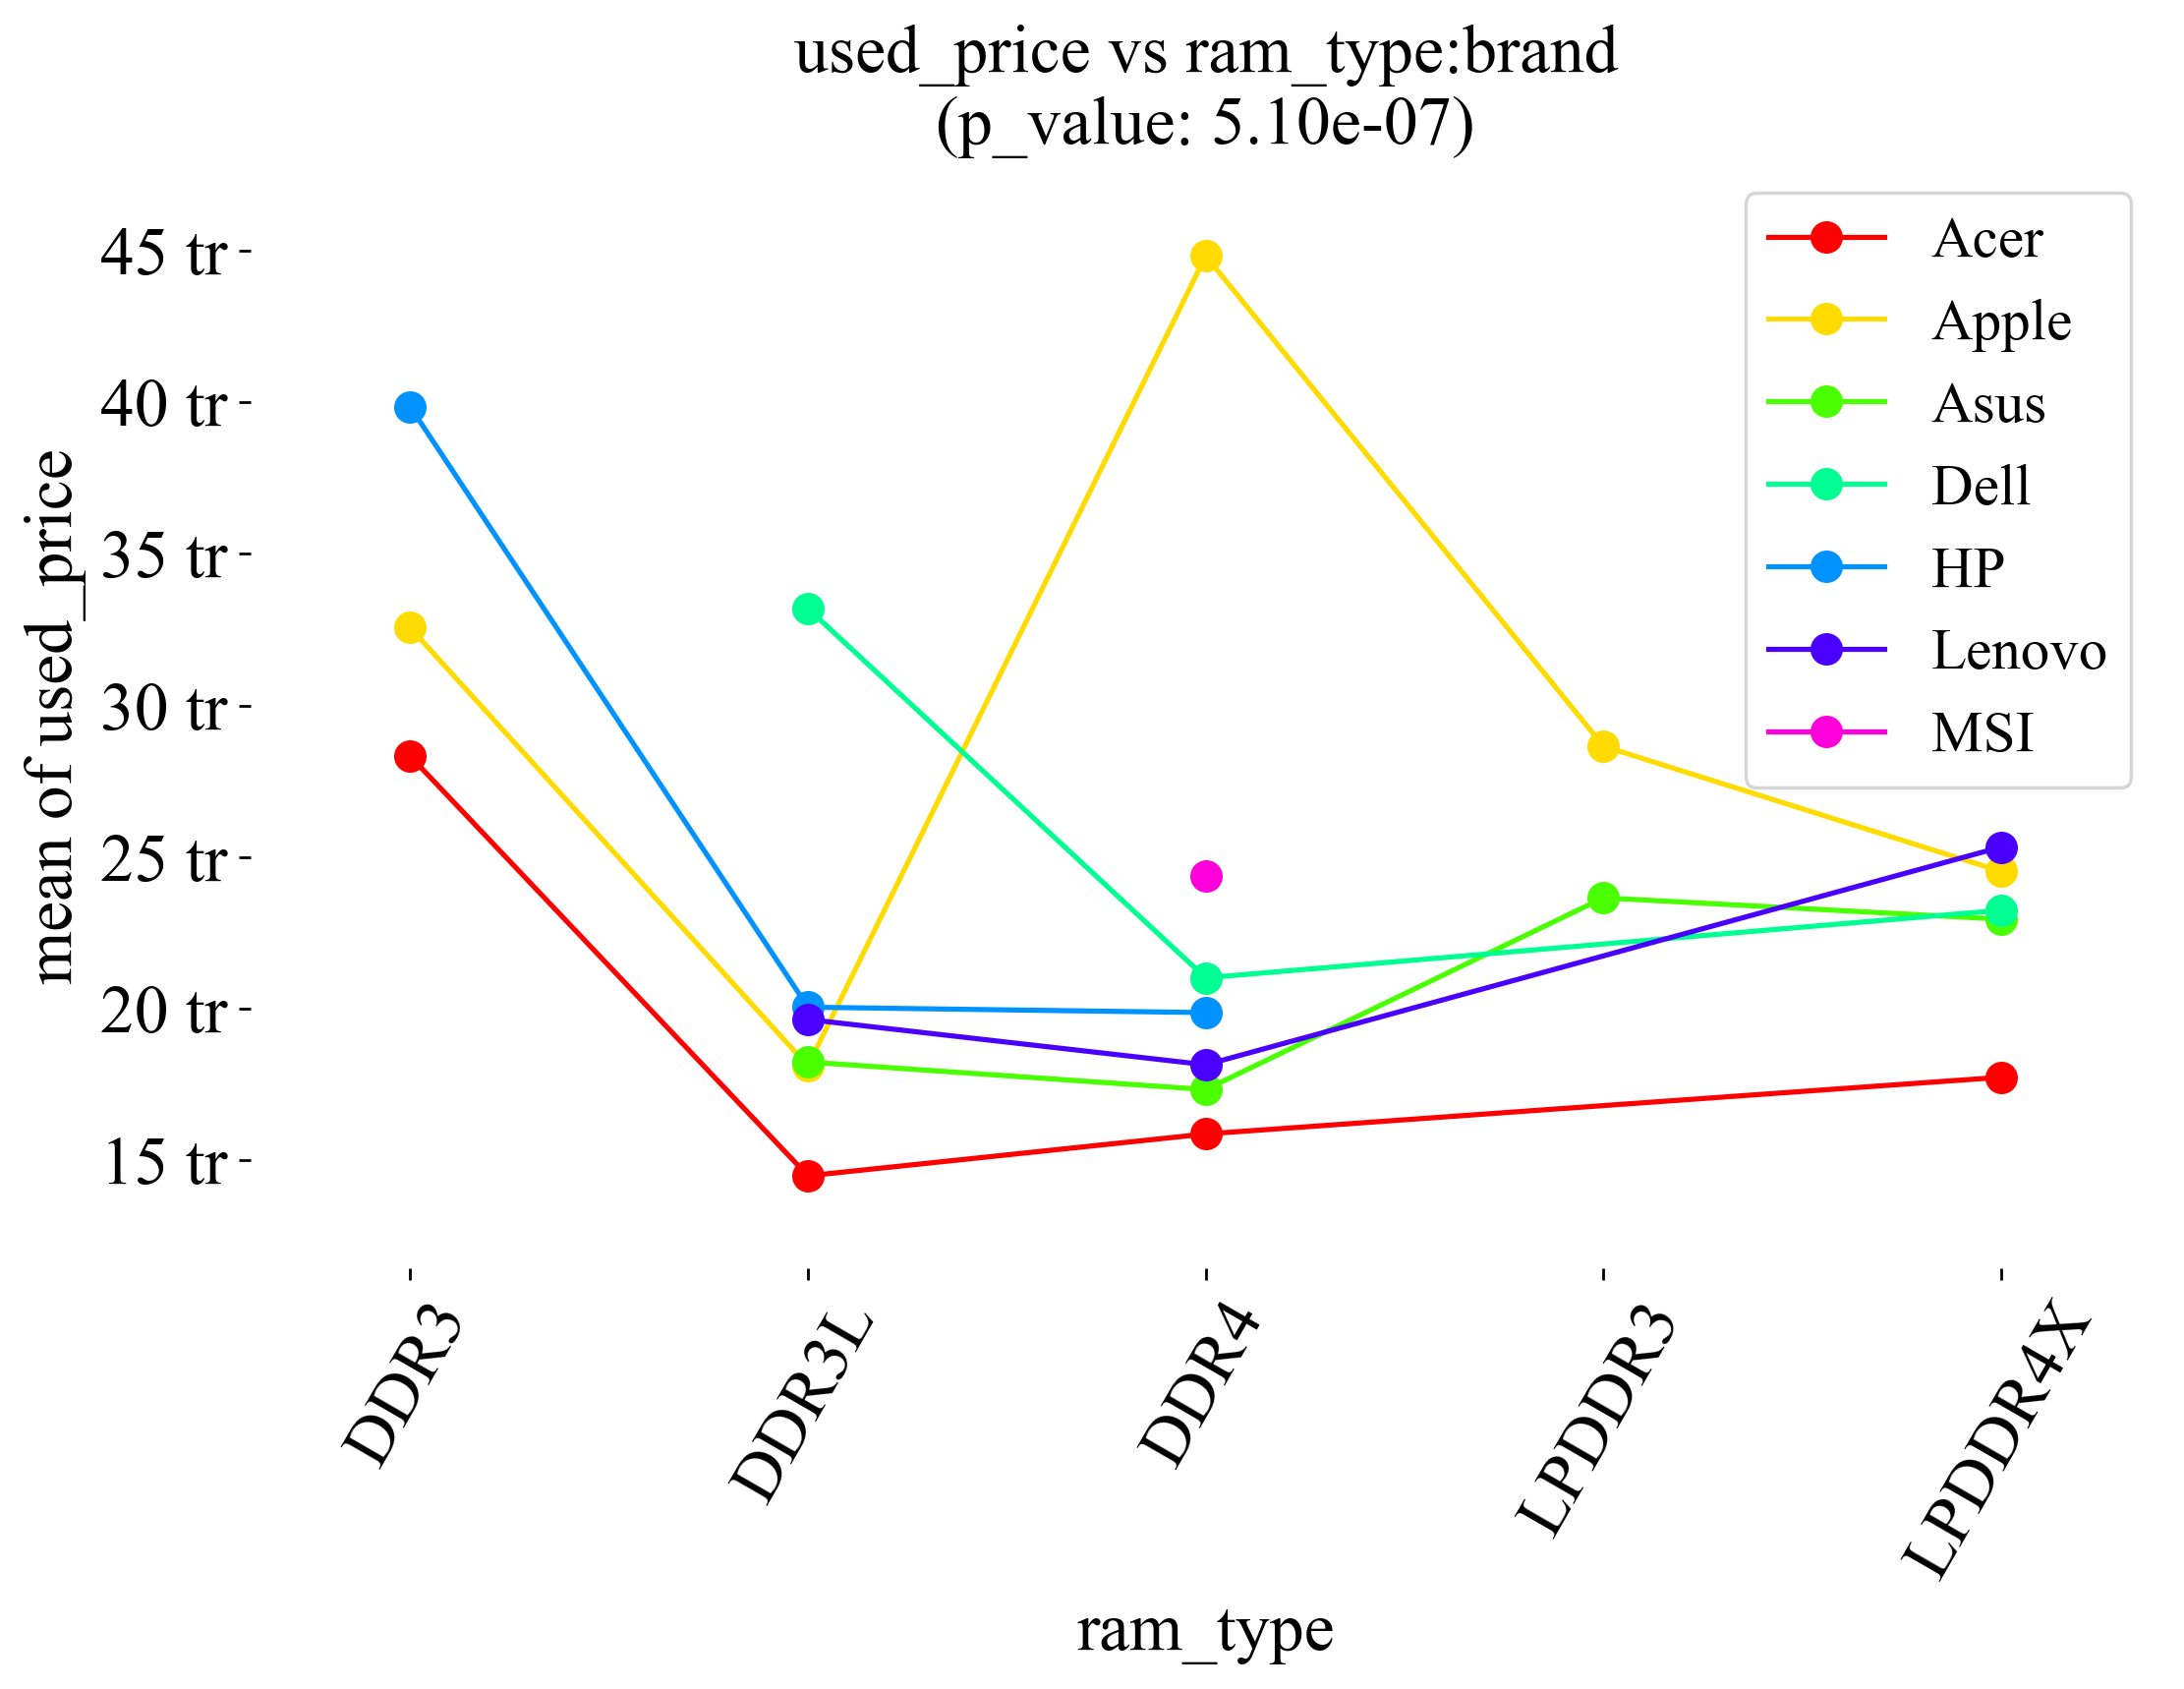 used_price vs ram_type:brand
(p_value: 5.10e-07)
mean of used_price
45 tr
40 tr
35 tr
30 tr
25 tr
20 tr
15 tr
Acer
Apple
Asus
Dell
HP
Lenovo
MSI
DDR3
DDR3L
DDR4
LPDDR3
LPDDR4X
ram_type